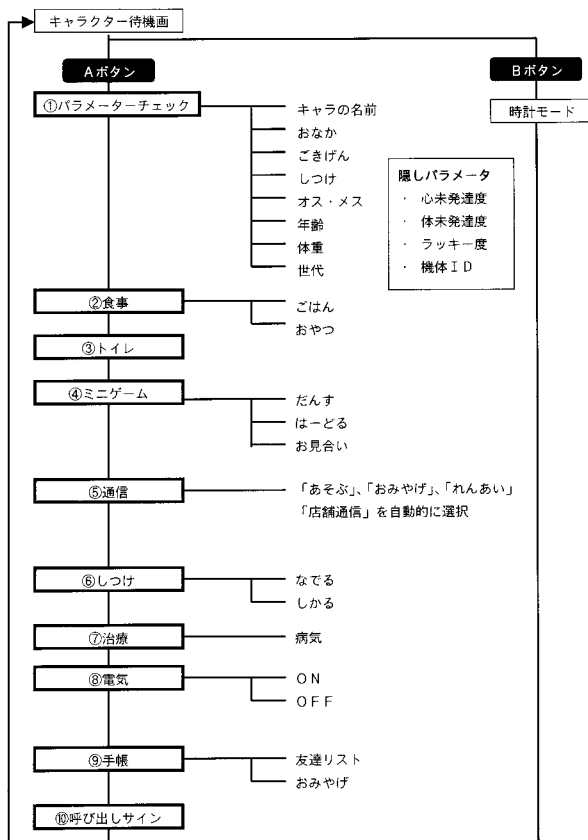 キャラクター待機画
Aボタン
Bボタン
①パラメーターチェック
キャラの名前
おなか
ごきげん
しつけ
オス・メス
年齢
体重
世代
時計モード
隠しパラメータ
・ 心未発達度
・ 体未発達度
・ ラッキー度
・ 機体ID
②食事
ごはん
おやつ
③トイレ
④ミニゲーム
だんす
はーどる
お見合い
⑤通信
「あそぶ」、「おみやげ」、「れんあい」
「店舗通信」を自動的に選択
⑥しつけ
なでる
しかる
⑦治療
病気
⑧電気
ON
OFF
⑨手帳
友達リスト
おみやげ
⑩呼び出しサイン